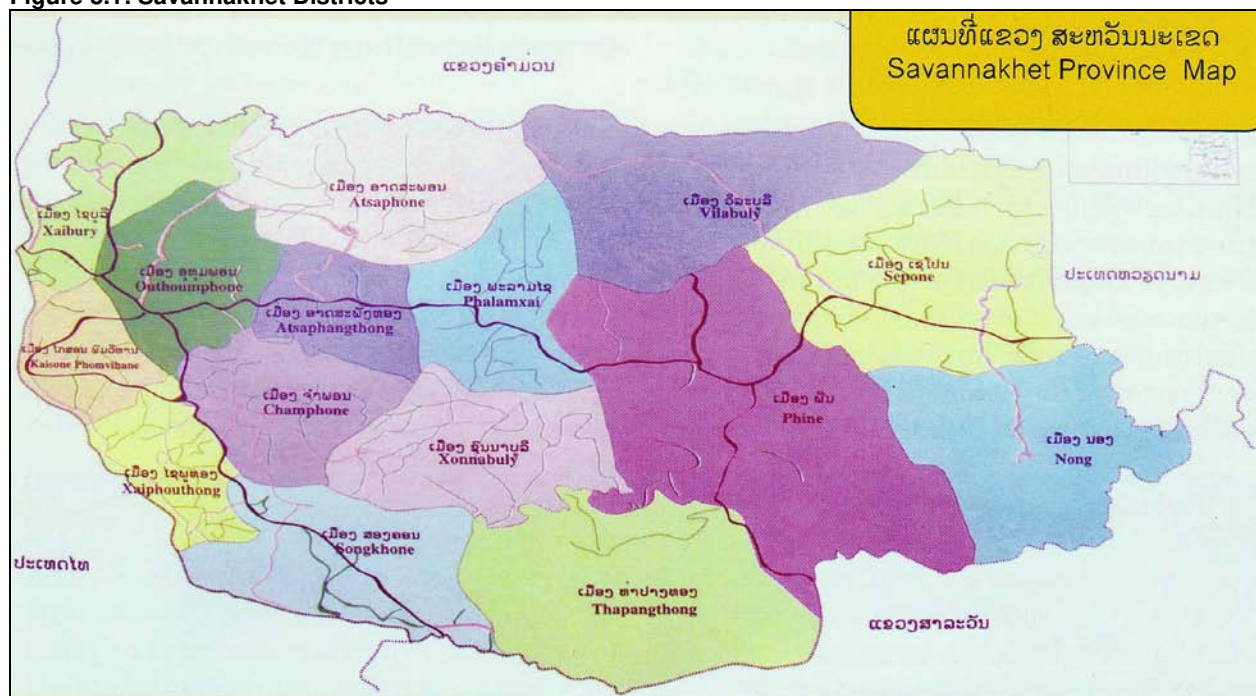 Figure 3.1: Savannakhet Districts
ແຜນທີ່ແຂວງ ສະຫວັນນະເຂດ
Savannakhet Province Map
ແຂວງຄຳມ່ວນ
ເມືອງ ອາດສະພອນ
Atsaphone
ເມືອງ ວິລະບຸລີ
Vilabuly
ເມືອງ ໄຊບູລີ
Xaibury
ເມືອງ ອຸທຸມພອນ
Outhoumphone
ເມືອງ ພະລານໄຊ
Phalamxai
ເມືອງ ເຊໂປນ
Sepone
ປະເທດຫວຽດນາມ
ເມືອງ ອາດສະພັງທອງ
Atsaphangthong
ເມືອງ ໄກສອນ ພົມວິຫານ
Kaisone Phomvihane
ເມືອງ ຈຳພອນ
Champhone
ເມືອງ ພີນ
Phine
ເມືອງ ຊົນນາບູລີ
Xonnabuly
ເມືອງ ນອງ
Nong
ເມືອງ ໄຊພູທອງ
Xaiphouthong
ເມືອງ ສອງຄອນ
Songkhone
ປະເທດໄທ
ເມືອງ ທ່າປາງທອງ
Thapangthong
ແຂວງສາລະວັນ